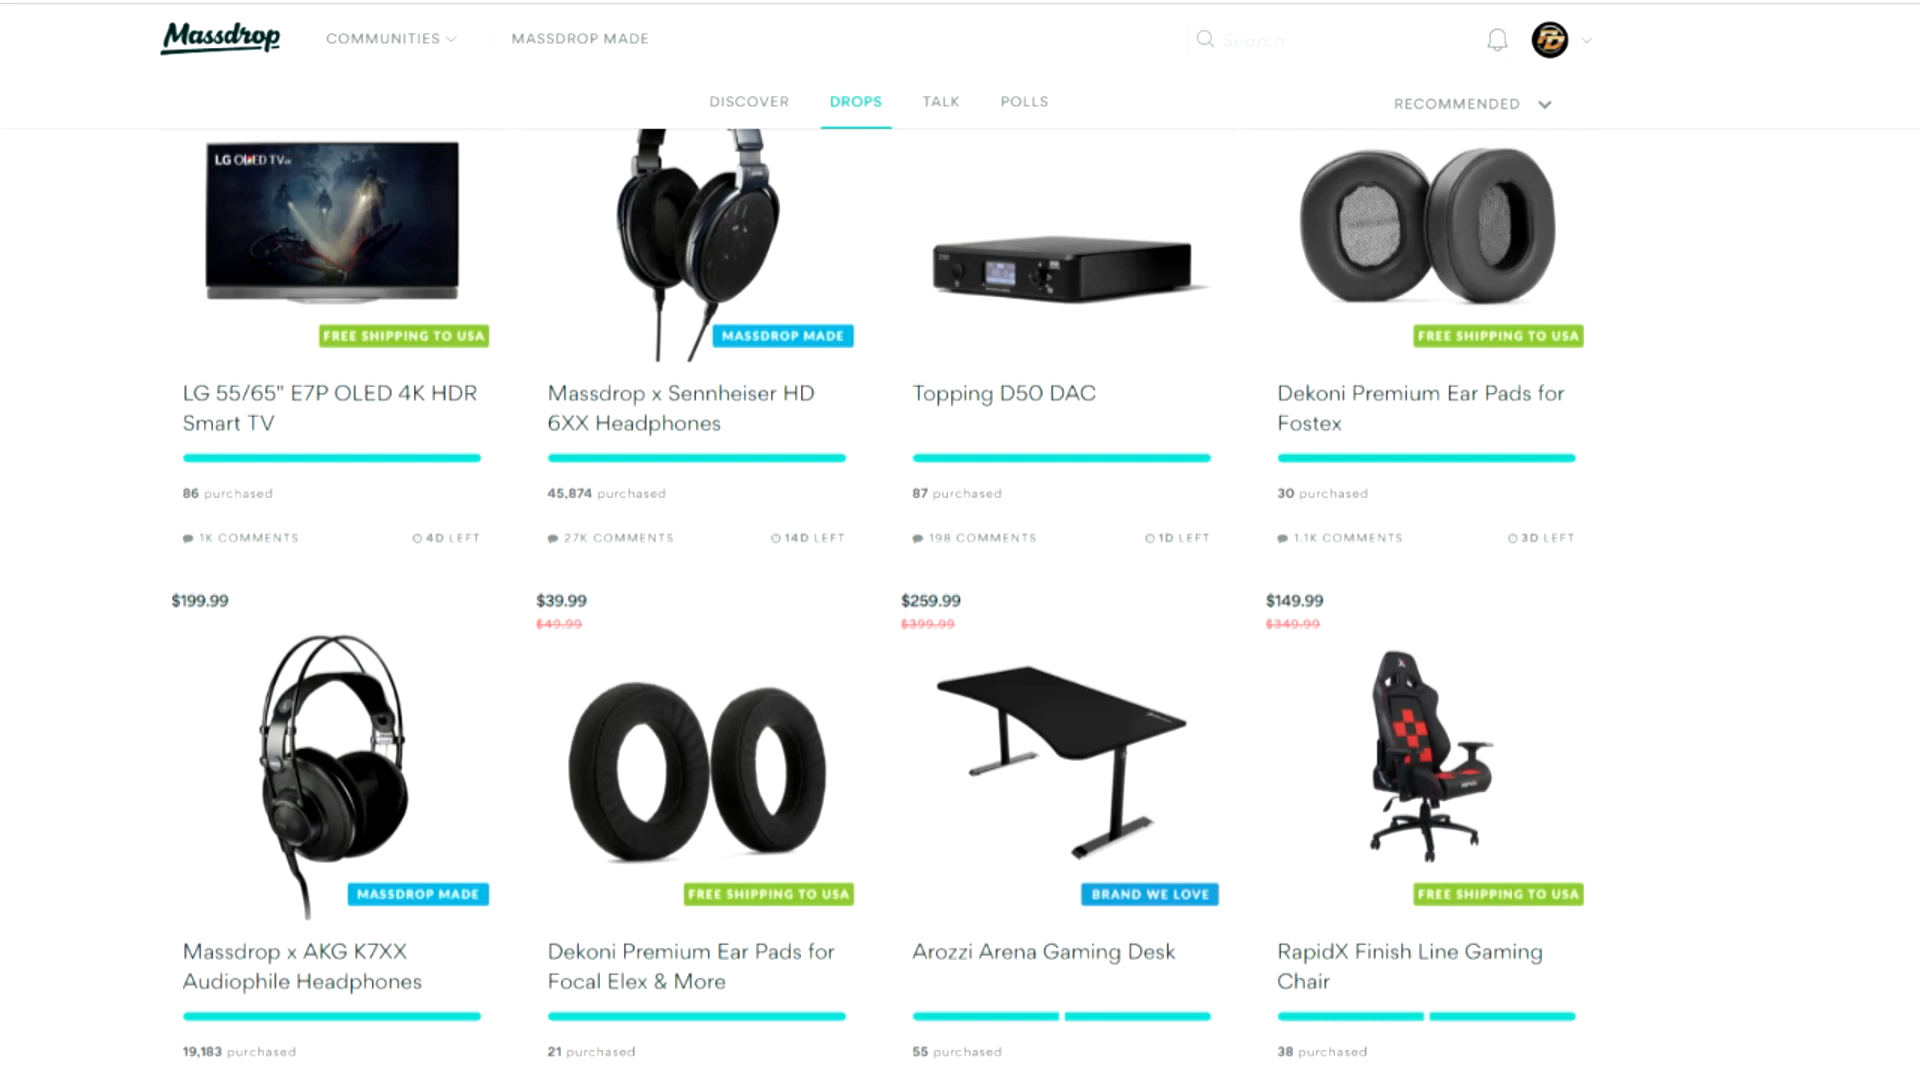 Massdrop
COMMUNITIES
MASSDROP MADE
Search
DISCOVER
DROPS
TALK
POLLS
RECOMMENDED
LG OLED TV
FREE SHIPPING TO USA
MASSDROP MADE
FREE SHIPPING TO USA
LG 55/65" E7P OLED 4K HDR
Smart TV
86 purchased
1K COMMENTS
4D LEFT
Massdrop x Sennheiser HD
6XX Headphones
45,874 purchased
27K COMMENTS
14D LEFT
Topping D50 DAC
87 purchased
198 COMMENTS
1D LEFT
Dekoni Premium Ear Pads for
Fostex
30 purchased
1.1K COMMENTS
3D LEFT
$199.99
MASSDROP MADE
Massdrop x AKG K7XX
Audiophile Headphones
19,183 purchased
$39.99
$49.99
FREE SHIPPING TO USA
Dekoni Premium Ear Pads for
Focal Elex & More
21 purchased
$259.99
$399.99
BRAND WE LOVE
Arozzi Arena Gaming Desk
55 purchased
$149.99
$349.99
FREE SHIPPING TO USA
RapidX Finish Line Gaming
Chair
38 purchased